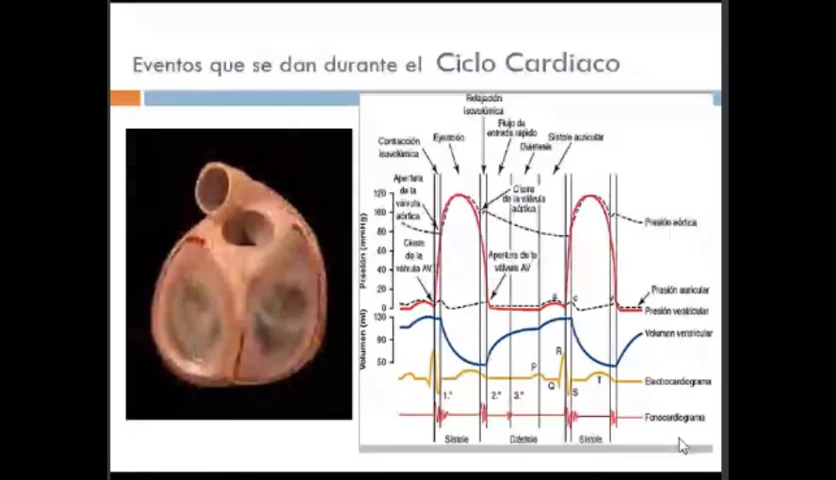 Eventos que se dan durante el Ciclo Cardiaco
Relajación
isovolúmica
Flujo de
entrada rápido
Contracción
isovolúmica
Eyección
Diástasis
Sístole auricular
Apertura
de la
válvula
aórtica
Cierre
de la válvula
aórtica
Cierre
de la
válvula AV
Apertura de la
válvula AV
Presión (mmHg)
120
100
80
60
40
20
0
Presión aórtica
a
c
v
Presión auricular
Presión ventricular
Volumen (ml)
130
90
50
Volumen ventricular
R
P
Q
S
T
Electrocardiograma
1.º
2.º
3.º
Fonocardiograma
Sístole
Diástole
Sístole